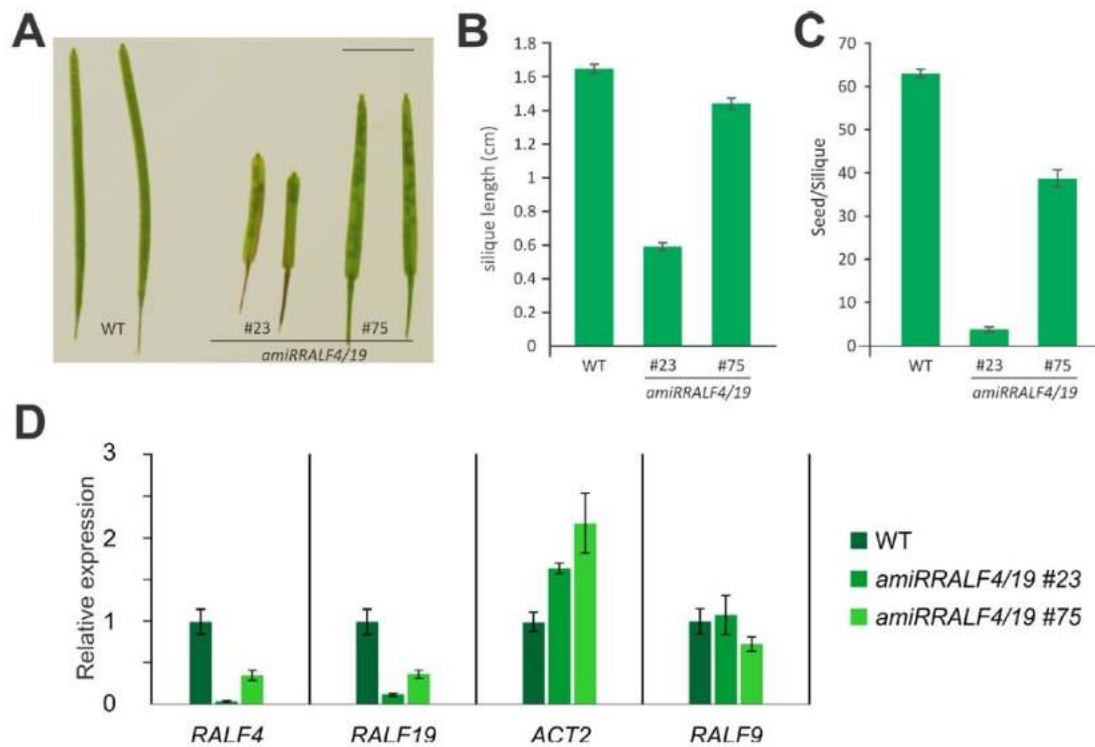 A
WT
#23
#75
amiRRALF4/19
B
silique length (cm)
1.8
1.6
1.4
1.2
1
0.8
0.6
0.4
0.2
0
WT
#23
#75
amiRRALF4/19
C
Seed/Silique
70
60
50
40
30
20
10
0
WT
#23
#75
amiRRALF4/19
D
Relative expression
3
2
1
0
RALF4
RALF19
ACT2
RALF9
WT
amiRRALF4/19 #23
amiRRALF4/19 #75